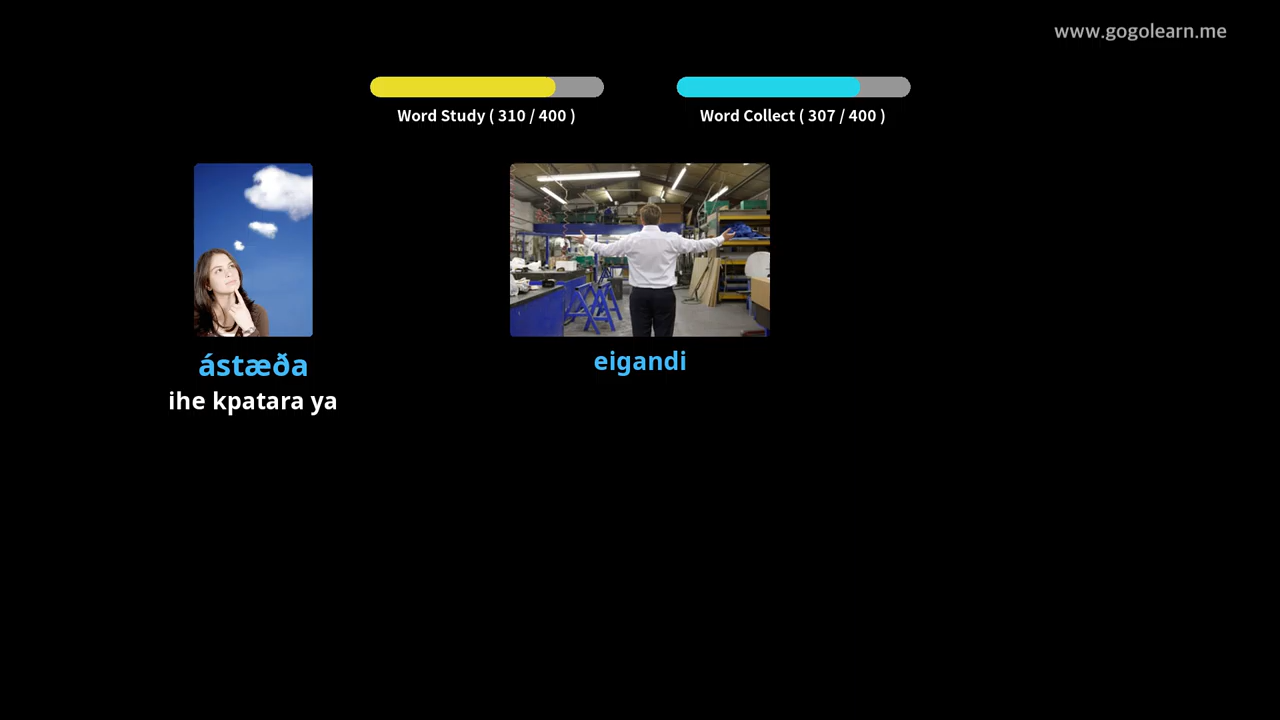 www.gogolearn.me
Word Study ( 310 / 400 )
Word Collect ( 307 / 400 )
ástæða
ihe kpatara ya
eigandi